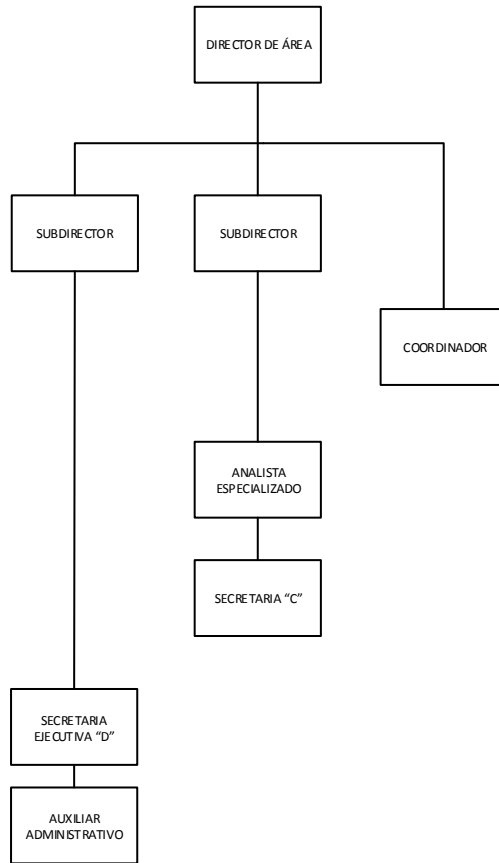 DIRECTOR DE ÁREA
SUBDIRECTOR
SUBDIRECTOR
COORDINADOR
ANALISTA
ESPECIALIZADO
SECRETARIA “C”
SECRETARIA
EJECUTIVA “D”
AUXILIAR
ADMINISTRATIVO